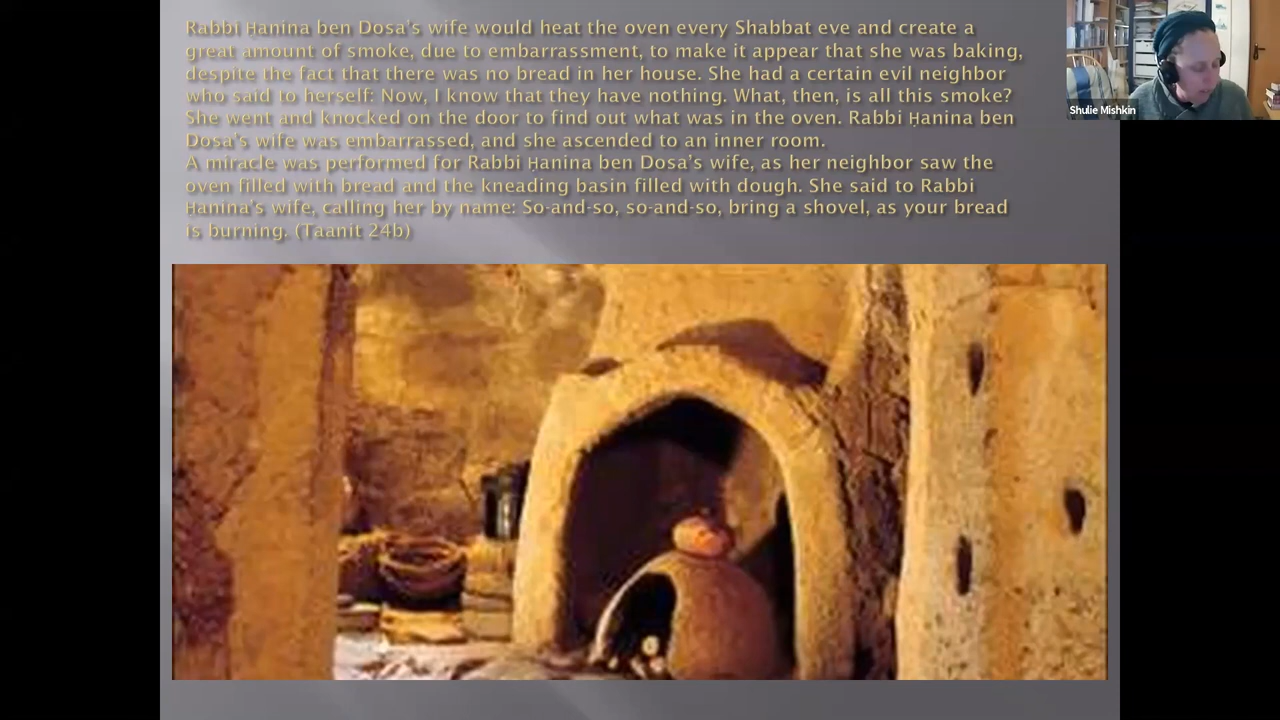 Rabbi Ḥanina ben Dosa's wife would heat the oven every Shabbat eve and create a
great amount of smoke, due to embarrassment, to make it appear that she was baking,
despite the fact that there was no bread in her house. She had a certain evil neighbor
who said to herself: Now, I know that they have nothing. What, then, is all this smoke?
She went and knocked on the door to find out what was in the oven. Rabbi Ḥanina ben
Dosa's wife was embarrassed, and she ascended to an inner room.
A miracle was performed for Rabbi Ḥanina ben Dosa's wife, as her neighbor saw the
oven filled with bread and the kneading basin filled with dough. She said to Rabbi
Ḥanina's wife, calling her by name: So-and-so, so-and-so, bring a shovel, as your bread
is burning. (Taanit 24b)
Shulie Mishkin